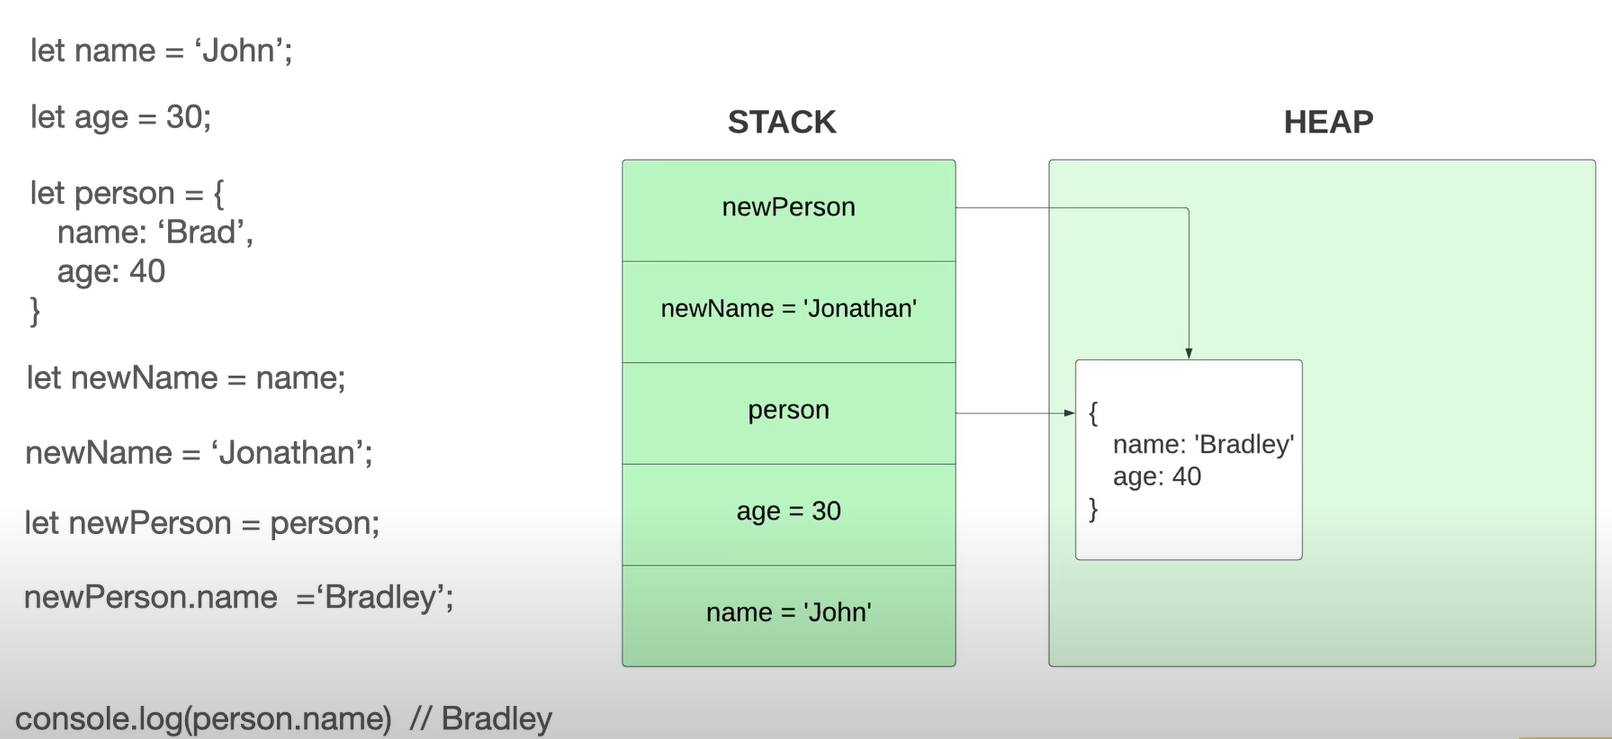 let name = ‘John’;
let age = 30;
let person = {
name: ‘Brad’,
age: 40
}
let newName = name;
newName = ‘Jonathan’;
let newPerson = person;
newPerson.name  =‘Bradley’;
console.log(person.name)  // Bradley
STACK
newPerson
newName = 'Jonathan'
person
age = 30
name = 'John'
HEAP
{
name: 'Bradley'
age: 40
}